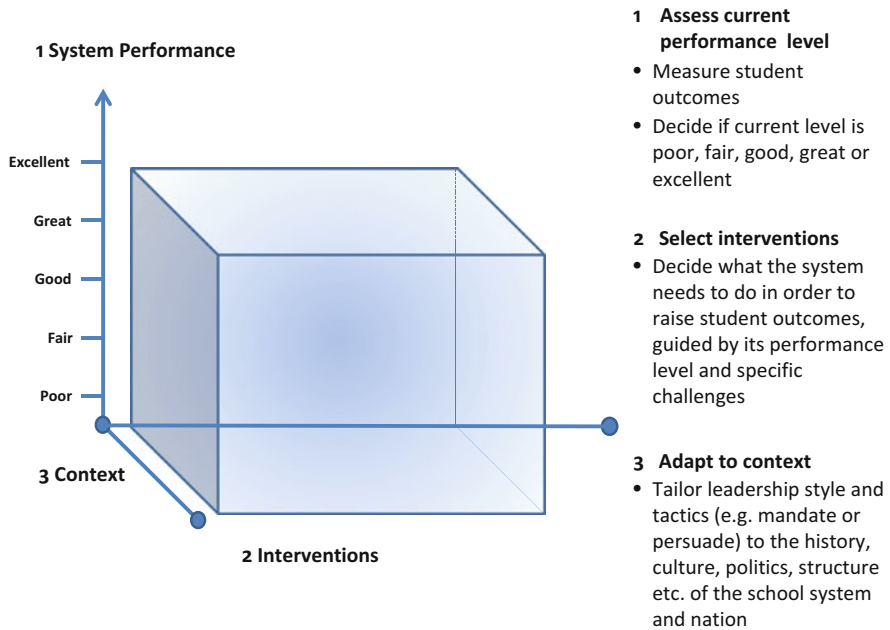 1 System Performance
Excellent
Great
Good
Fair
Poor
3 Context
2 Interventions
1 Assess current
performance level
• Measure student
outcomes
• Decide if current level is
poor, fair, good, great or
excellent
2 Select interventions
• Decide what the system
needs to do in order to
raise student outcomes,
guided by its performance
level and specific
challenges
3 Adapt to context
• Tailor leadership style and
tactics (e.g. mandate or
persuade) to the history,
culture, politics, structure
etc. of the school system
and nation